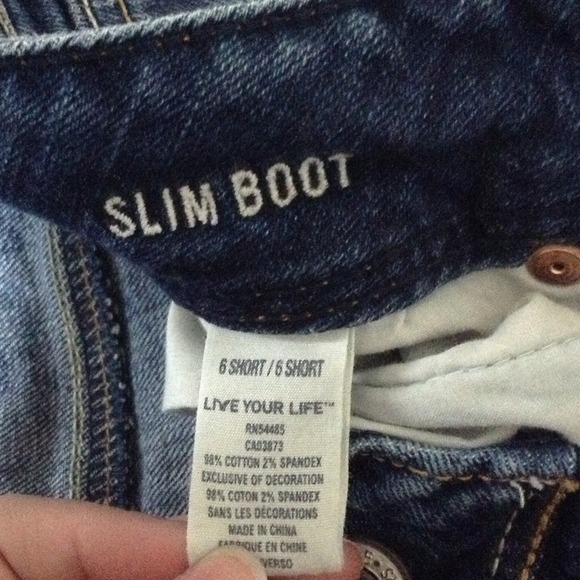 SLIM BOOT
6 SHORT / 6 SHORT
LIVE YOUR LIFE™
RN54485
CA03873
98% COTTON 2% SPANDEX
EXCLUSIVE OF DECORATION
98% COTON 2% SPANDEX
SANS LES DÉCORATIONS
MADE IN CHINA
FABRIQUE EN CHINE